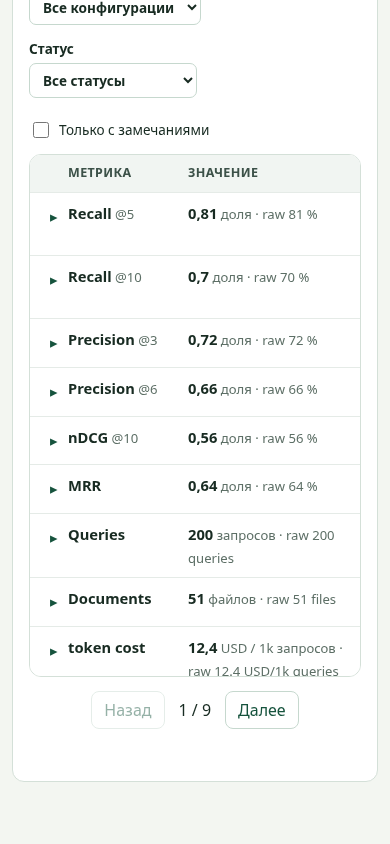 Все конфигурации
Статус
Все статусы
Только с замечаниями
МЕТРИКА ЗНАЧЕНИЕ
Recall @5 0,81 доля · raw 81 %
Recall @10 0,7 доля · raw 70 %
Precision @3 0,72 доля · raw 72 %
Precision @6 0,66 доля · raw 66 %
nDCG @10 0,56 доля · raw 56 %
MRR 0,64 доля · raw 64 %
Queries 200 запросов · raw 200
queries
Documents 51 файлов · raw 51 files
token cost 12,4 USD / 1k запросов ·
raw 12.4 USD/1k queries
Назад 1 / 9 Далее